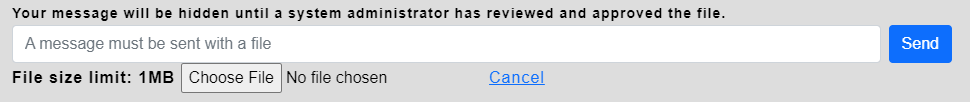 Your message will be hidden until a system administrator has reviewed and approved the file.
A message must be sent with a file Send
File size limit: 1MB Choose File No file chosen Cancel